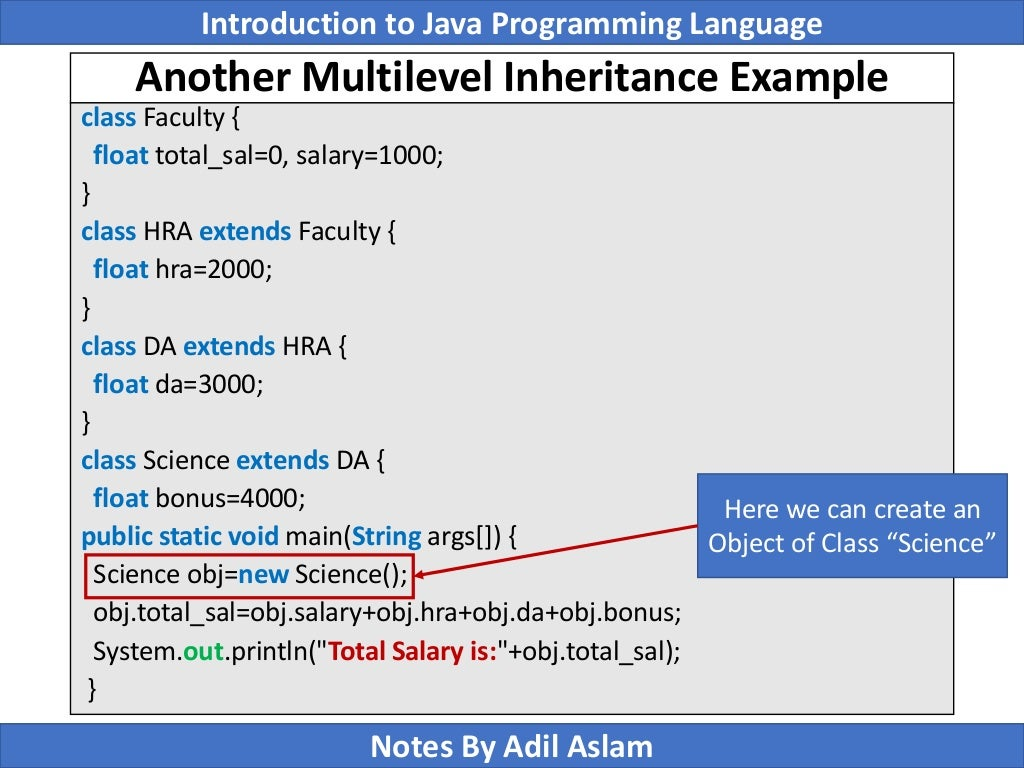 Introduction to Java Programming Language
Another Multilevel Inheritance Example
class Faculty {
float total_sal=0, salary=1000;
}
class HRA extends Faculty {
float hra=2000;
}
class DA extends HRA {
float da=3000;
}
class Science extends DA {
float bonus=4000;
public static void main(String args[]) {
Science obj=new Science();
obj.total_sal=obj.salary+obj.hra+obj.da+obj.bonus;
System.out.println("Total Salary is:"+obj.total_sal);
}
Here we can create an
Object of Class “Science”
Notes By Adil Aslam